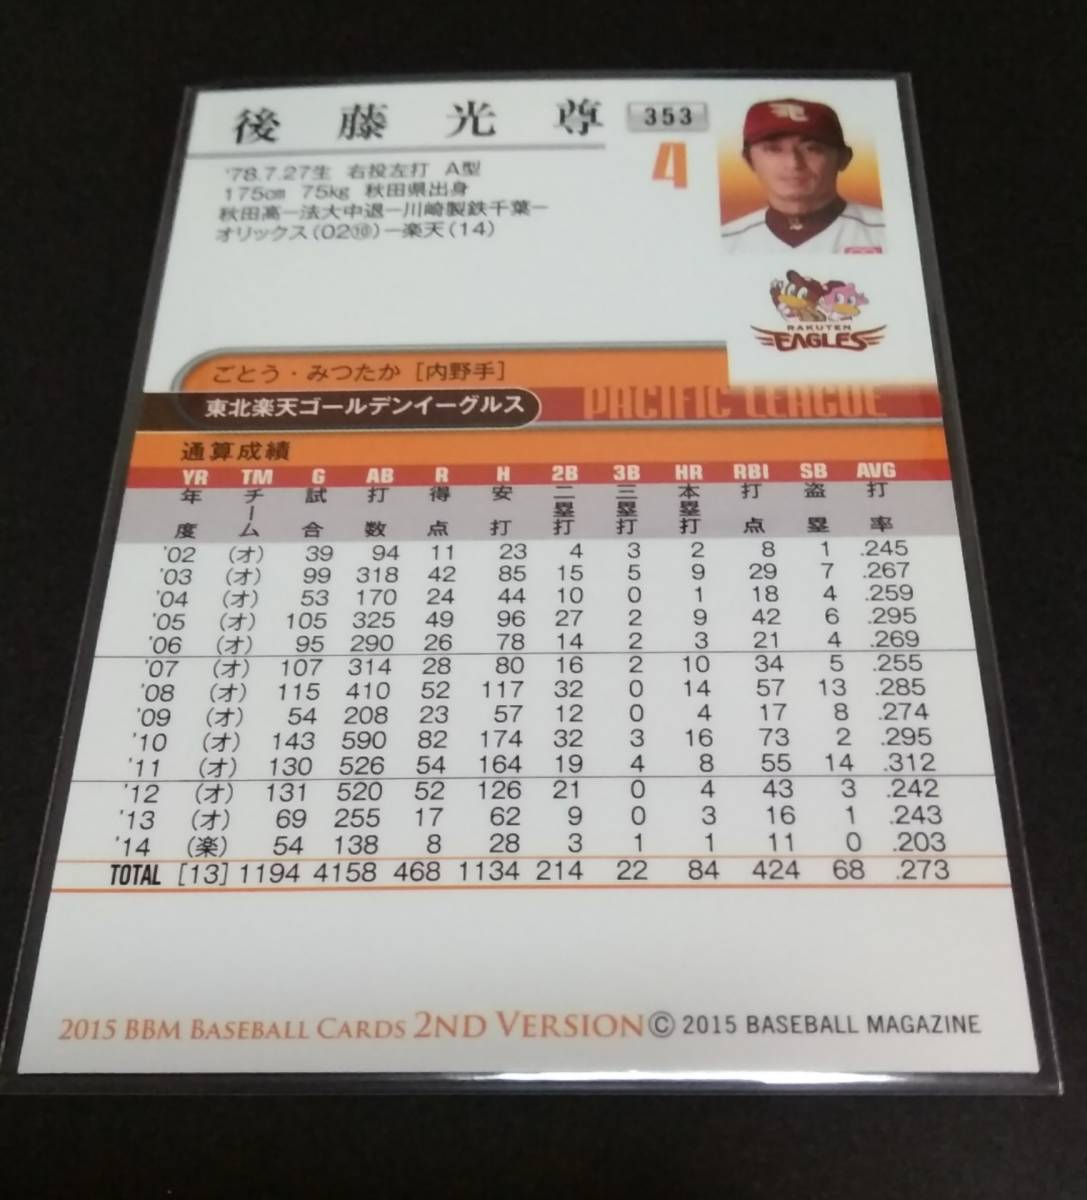 後藤光尊 353
4
'78.7.27生 右投左打 A型
175cm 75kg 秋田県出身
秋田高ー法大中退ー川崎製鉄千葉ー
オリックス(02⑩)ー楽天(14)
RAKUTEN
EAGLES
ごとう・みつたか [内野手]
東北楽天ゴールデンイーグルス PACIFIC LEAGUE
通算成績
YR TM G AB R H 2B 3B HR RBI SB AVG
年度 チーム 試合 打数 得点 安打 二塁打 三塁打 本塁打 打点 盗塁 打率
'02 (オ) 39 94 11 23 4 3 2 8 1 .245
'03 (オ) 99 318 42 85 15 5 9 29 7 .267
'04 (オ) 53 170 24 44 10 0 1 18 4 .259
'05 (オ) 105 325 49 96 27 2 9 42 6 .295
'06 (オ) 95 290 26 78 14 2 3 21 4 .269
'07 (オ) 107 314 28 80 16 2 10 34 5 .255
'08 (オ) 115 410 52 117 32 0 14 57 13 .285
'09 (オ) 54 208 23 57 12 0 4 17 8 .274
'10 (オ) 143 590 82 174 32 3 16 73 2 .295
'11 (オ) 130 526 54 164 19 4 8 55 14 .312
'12 (オ) 131 520 52 126 21 0 4 43 3 .242
'13 (オ) 69 255 17 62 9 0 3 16 1 .243
'14 (楽) 54 138 8 28 3 1 1 11 0 .203
TOTAL [13] 1194 4158 468 1134 214 22 84 424 68 .273
2015 BBM BASEBALL CARDS 2ND VERSION © 2015 BASEBALL MAGAZINE